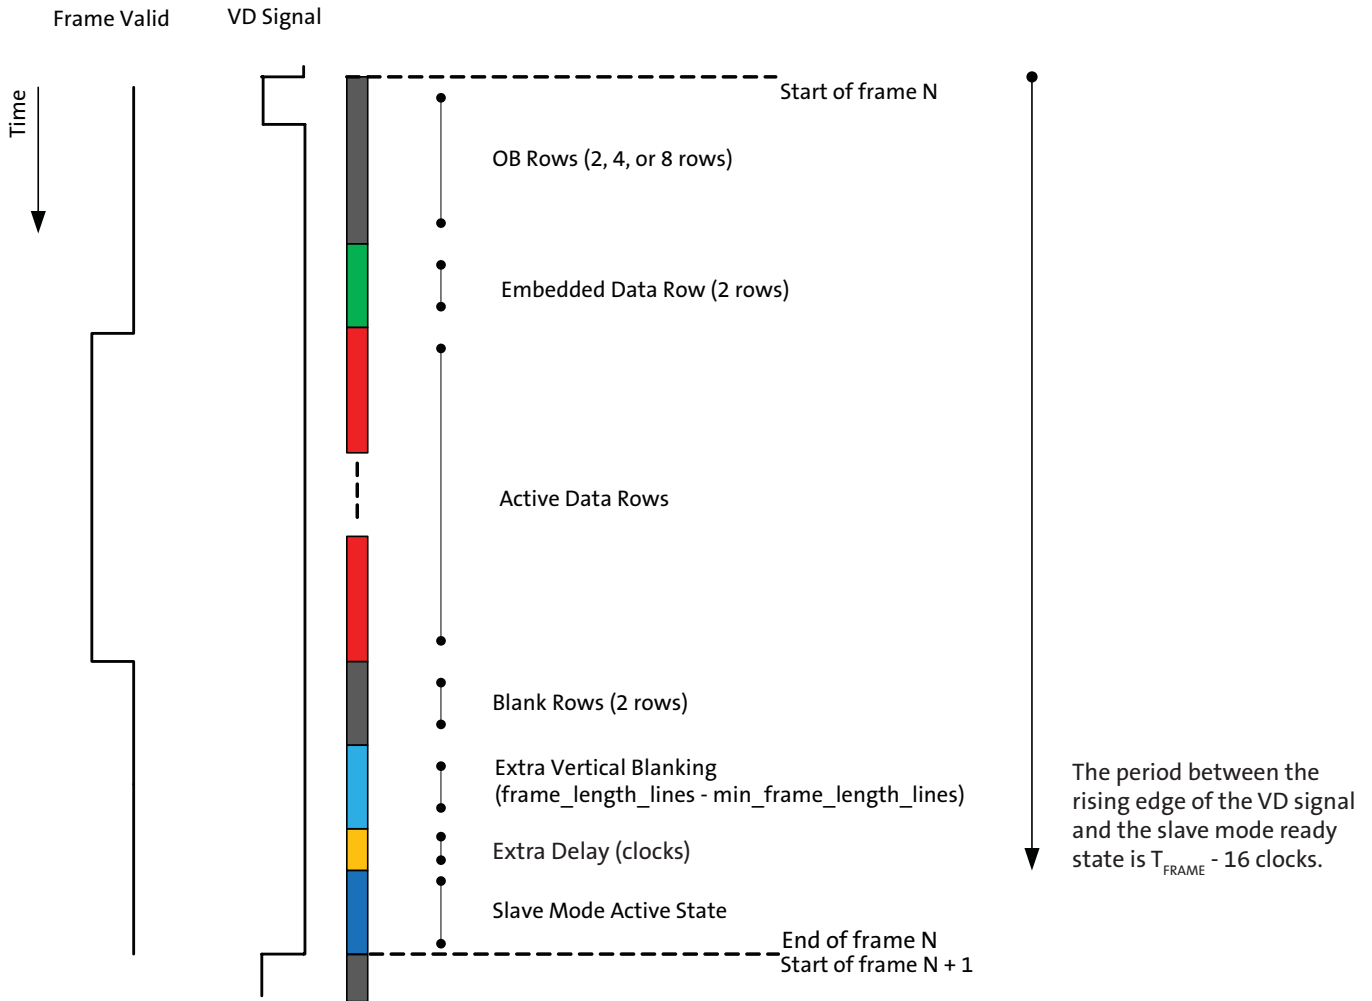 Frame Valid
VD Signal
Time
Start of frame N
OB Rows (2, 4, or 8 rows)
Embedded Data Row (2 rows)
Active Data Rows
Blank Rows (2 rows)
Extra Vertical Blanking
(frame_length_lines - min_frame_length_lines)
Extra Delay (clocks)
Slave Mode Active State
End of frame N
Start of frame N + 1
The period between the
rising edge of the VD signal
and the slave mode ready
state is TFRAME - 16 clocks.